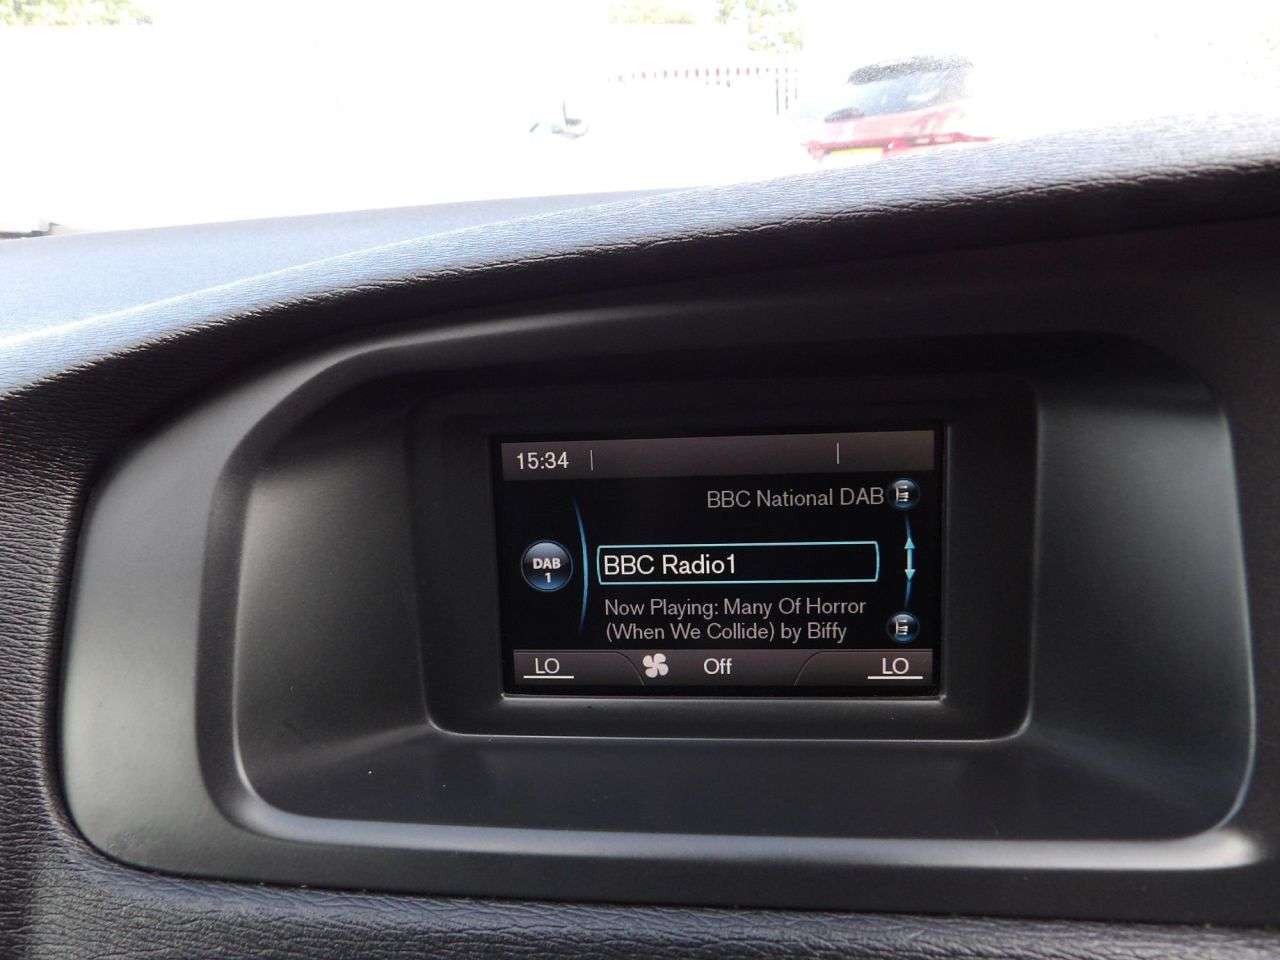 15:34
BBC National DAB
DAB
1
BBC Radio1
Now Playing: Many Of Horror
(When We Collide) by Biffy
LO
Off
LO